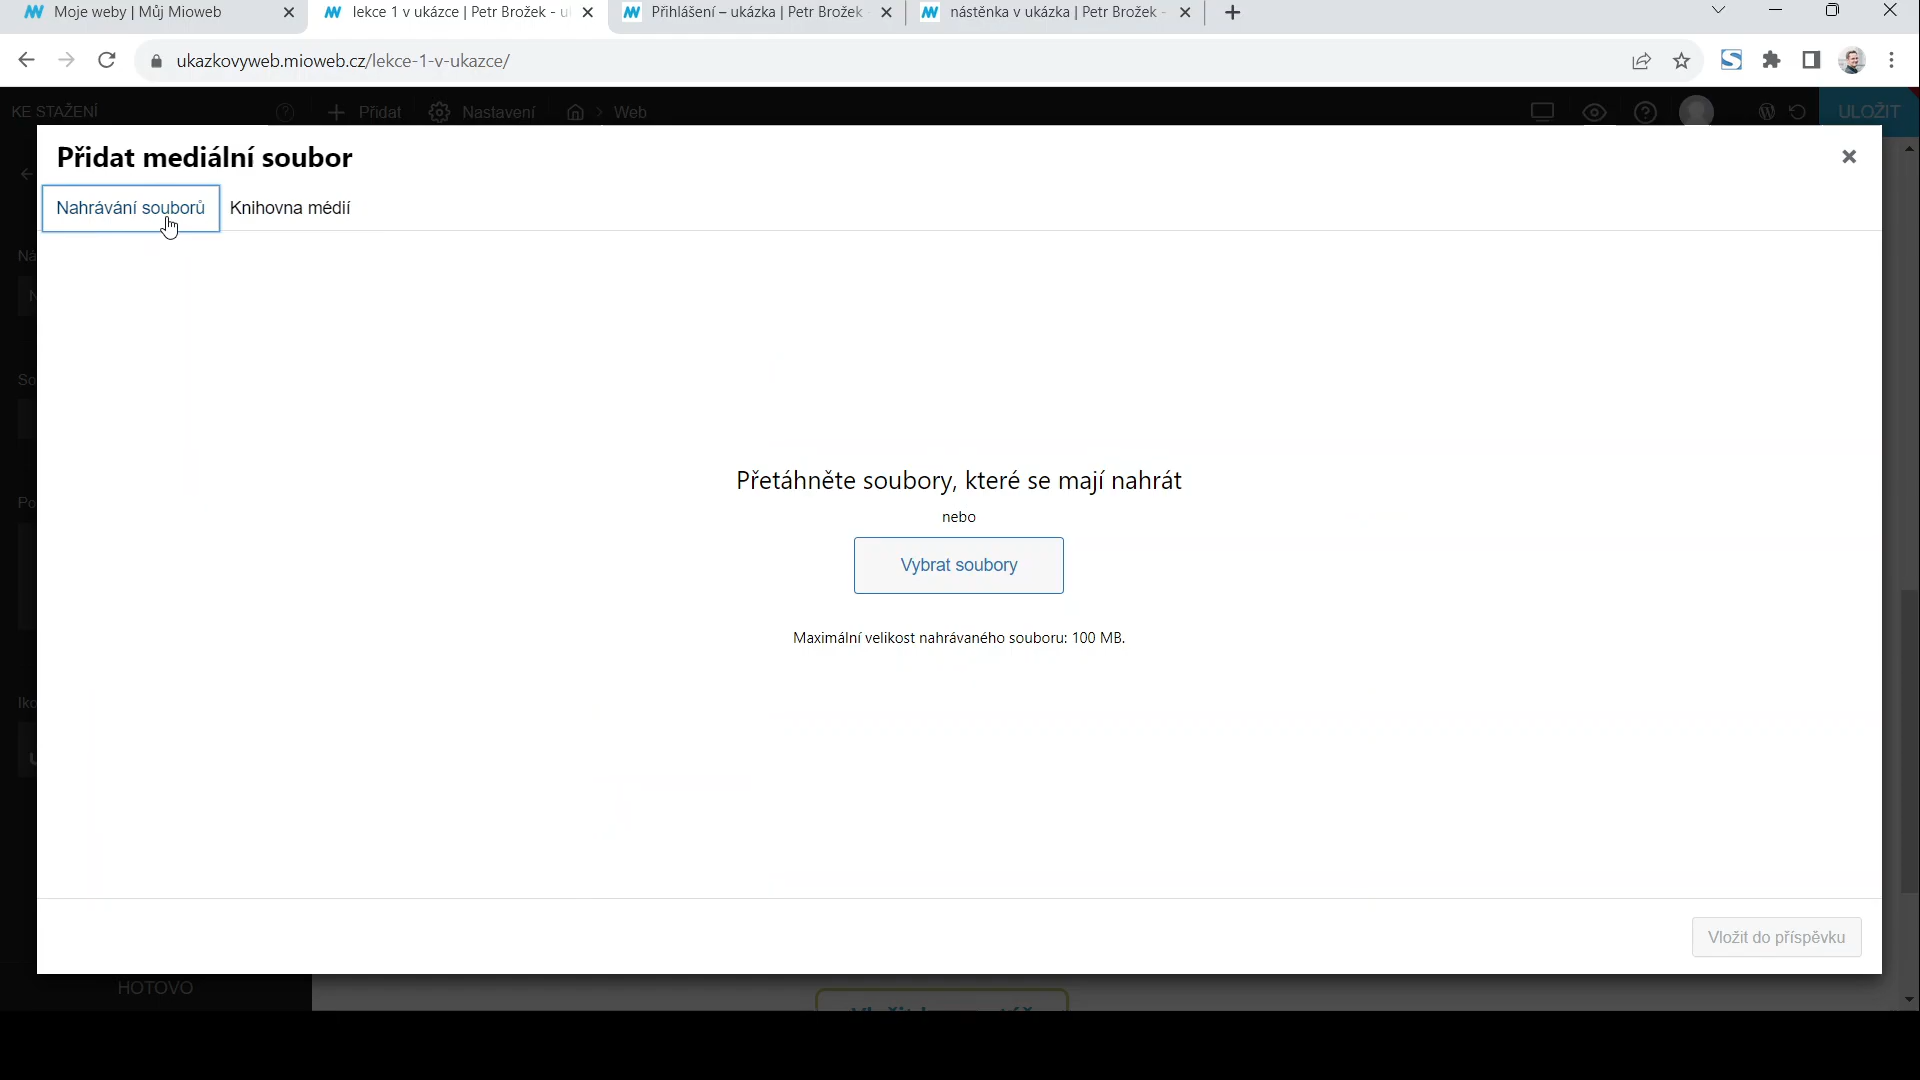 Moje weby | Můj Mioweb
lekce 1 v ukázce | Petr Brožek - u
Přihlášení – ukázka | Petr Brožek
nástěnka v ukázka | Petr Brožek -
ukazkovyweb.mioweb.cz/lekce-1-v-ukazce/
KE STAŽENÍ
Přidat
Nastavení
Web
ULOŽIT
Přidat mediální soubor
Nahrávání souborů
Knihovna médií
Přetáhněte soubory, které se mají nahrát
nebo
Vybrat soubory
Maximální velikost nahrávaného souboru: 100 MB.
Vložit do příspěvku
HOTOVO